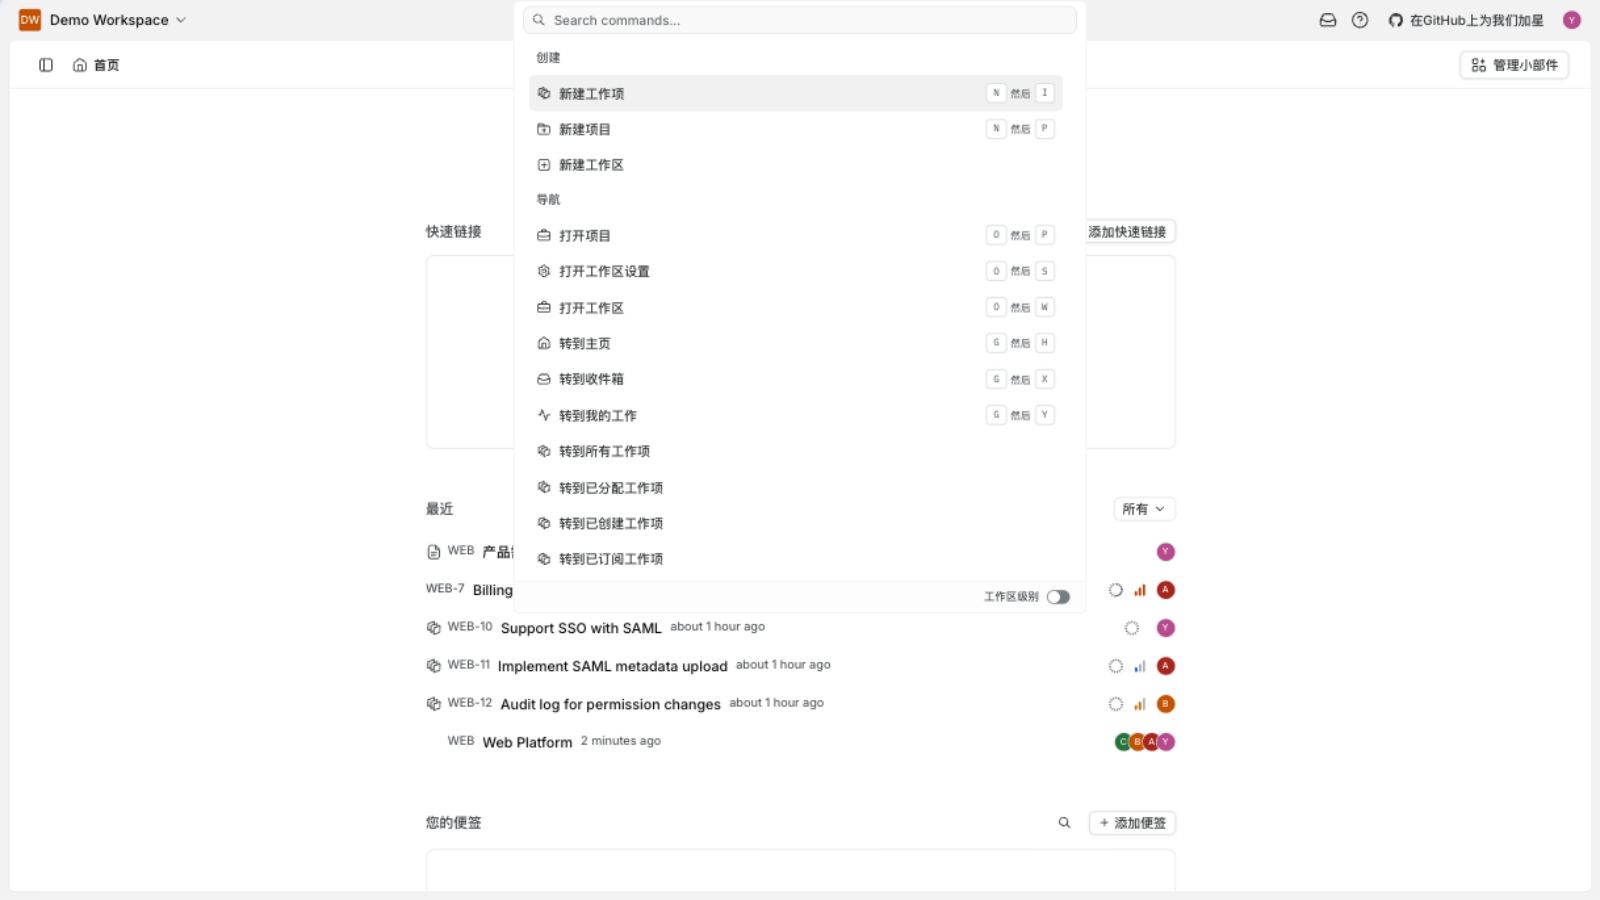 DW Demo Workspace
Search commands...
在GitHub上为我们加星
Y
首页
管理小部件
创建
新建工作项 N 然后 I
新建项目 N 然后 P
新建工作区
导航
打开项目 O 然后 P
打开工作区设置 O 然后 S
打开工作区 O 然后 W
转到主页 G 然后 H
转到收件箱 G 然后 X
转到我的工作 G 然后 Y
转到所有工作项
转到已分配工作项
转到已创建工作项
转到已订阅工作项
工作区级别
快速链接
添加快速链接
最近
所有
WEB 产品 Y
WEB-7 Billing A
WEB-10 Support SSO with SAML about 1 hour ago Y
WEB-11 Implement SAML metadata upload about 1 hour ago A
WEB-12 Audit log for permission changes about 1 hour ago B
WEB Web Platform 2 minutes ago C B A Y
您的便签
添加便签